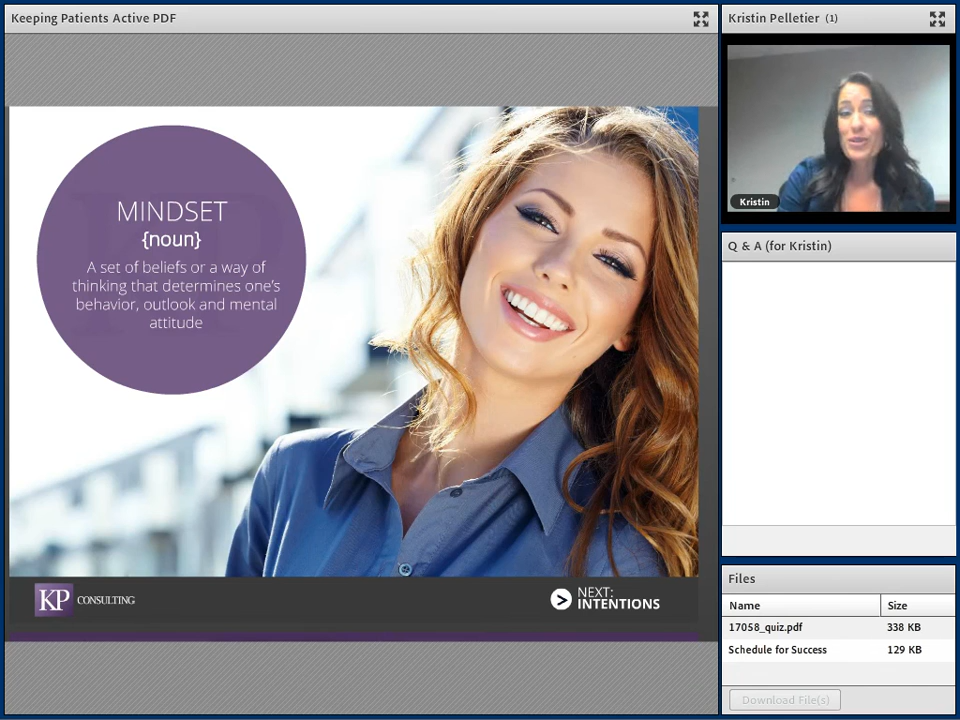 Keeping Patients Active PDF
MINDSET
{noun}
A set of beliefs or a way of
thinking that determines one's
behavior, outlook and mental
attitude
KP CONSULTING
NEXT:
INTENTIONS
Kristin Pelletier (1)
Kristin
Q & A (for Kristin)
Files
Name Size
17058_quiz.pdf 338 KB
Schedule for Success 129 KB
Download File(s)